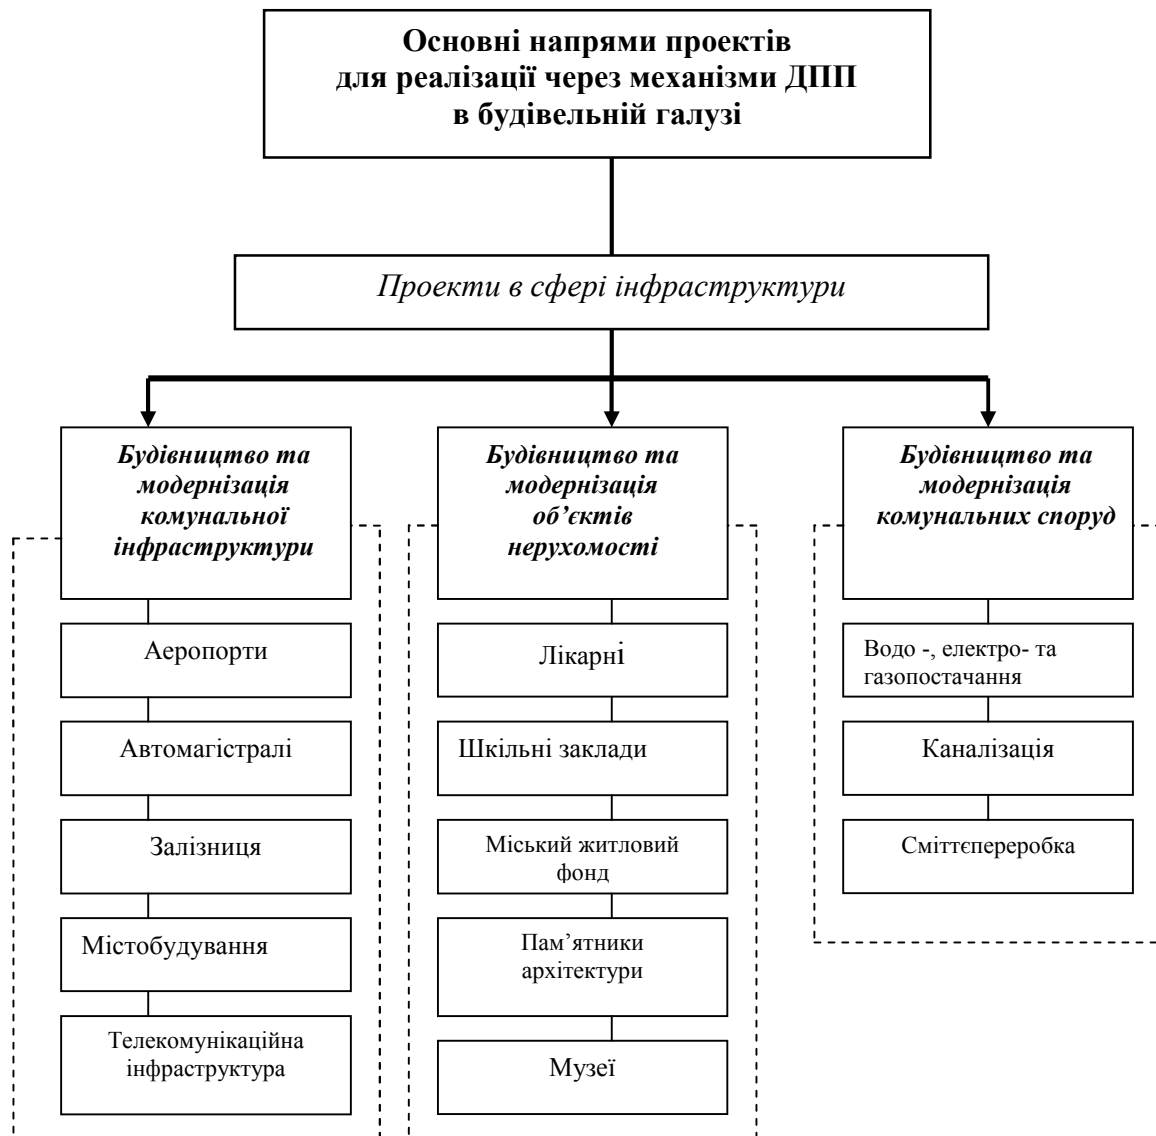 Основні напрями проектів
для реалізації через механізми ДПП
в будівельній галузі
Проекти в сфері інфраструктури
Будівництво та
модернізація
комунальної
інфраструктури
Аеропорти
Автомагістралі
Залізниця
Містобудування
Телекомунікаційна
інфраструктура
Будівництво та
модернізація
об’єктів
нерухомості
Лікарні
Шкільні заклади
Міський житловий
фонд
Пам’ятники
архітектури
Музеї
Будівництво та
модернізація
комунальних споруд
Водо -, електро- та
газопостачання
Каналізація
Сміттєпереробка